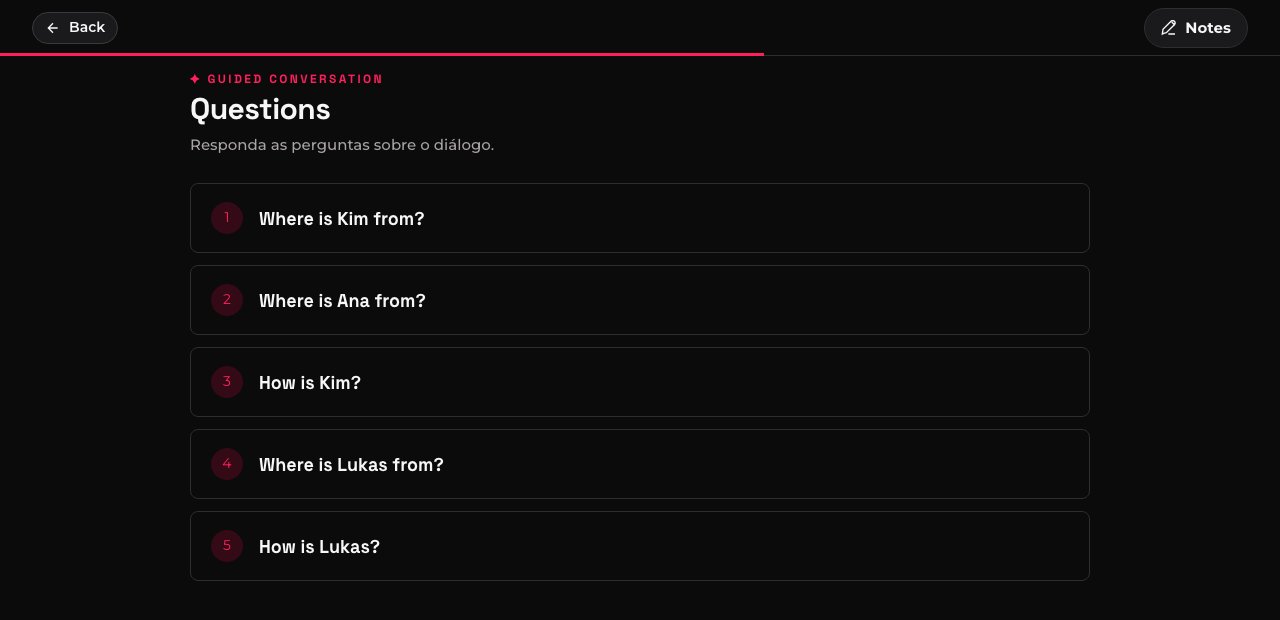 Back
Notes
GUIDED CONVERSATION
Questions
Responda as perguntas sobre o diálogo.
1 Where is Kim from?
2 Where is Ana from?
3 How is Kim?
4 Where is Lukas from?
5 How is Lukas?